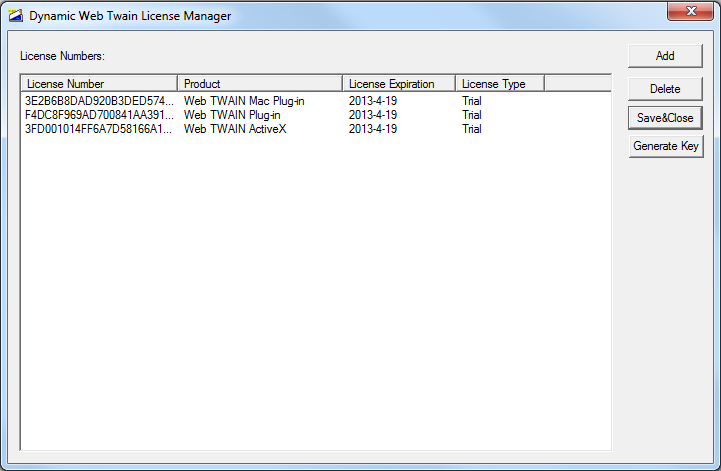 Dynamic Web Twain License Manager
License Numbers:
Add
License Number Product License Expiration License Type
3E2B6B8DAD920B3DED574... Web TWAIN Mac Plug-in 2013-4-19 Trial
F4DC8F969AD700841AA391... Web TWAIN Plug-in 2013-4-19 Trial
3FD001014FF6A7D58166A1... Web TWAIN ActiveX 2013-4-19 Trial
Delete
Save&Close
Generate Key